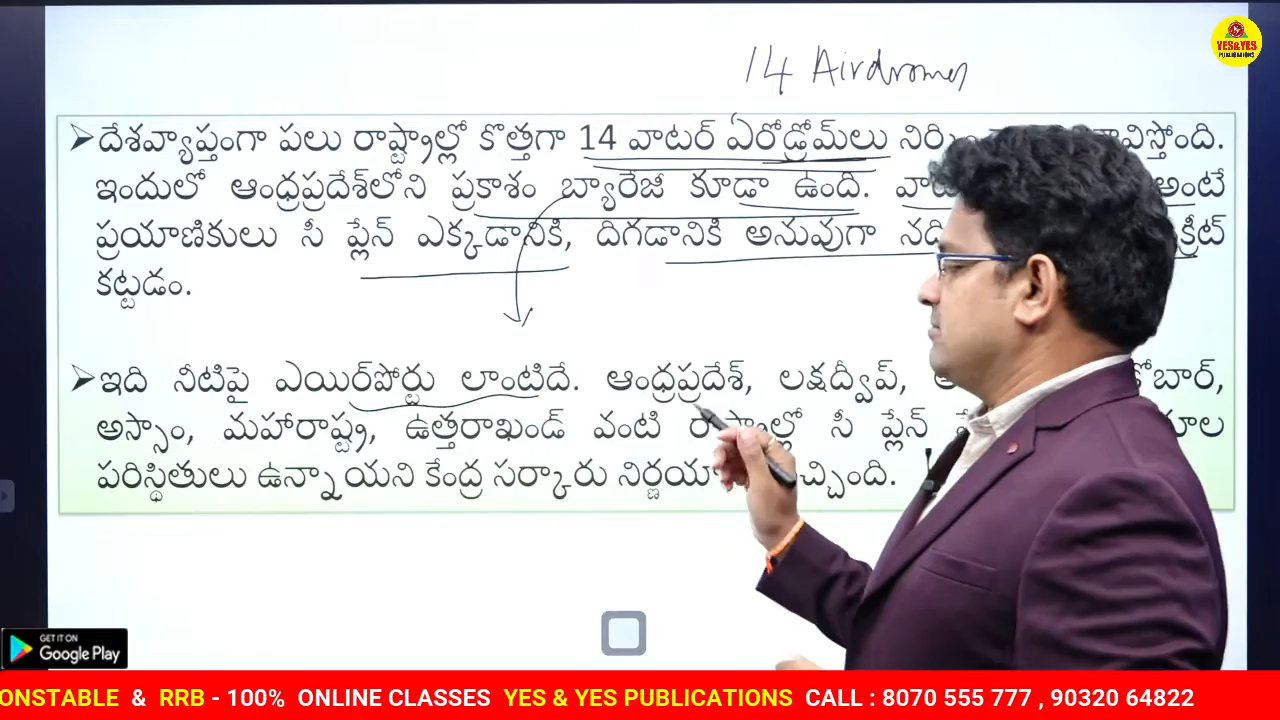 YES&YES
PUBLICATIONS
14 Airdromes
➤దేశవ్యాప్తంగా పలు రాష్ట్రాల్లో కొత్తగా 14 వాటర్ ఏరోడ్రోమ్‌లు
ఇందులో ఆంధ్రప్రదేశ్‌లోని ప్రకాశం బ్యారేజీ కూడా ఉంది. అంటే
ప్రయాణికులు సీ ప్లేన్ ఎక్కడానికి, దిగడానికి అనువుగా
కట్టడం.
➤ఇది నీటిపై ఎయిర్‌పోర్టు లాంటిదే. ఆంధ్రప్రదేశ్, లక్షద్వీప్,
అస్సాం, మహారాష్ట్ర, ఉత్తరాఖండ్ వంటి సీ ప్లేన్
పరిస్థితులు ఉన్నాయని కేంద్ర సర్కారు
GET IT ON
Google Play
ONSTABLE & RRB - 100% ONLINE CLASSES YES & YES PUBLICATIONS CALL : 8070 555 777 , 90320 64822